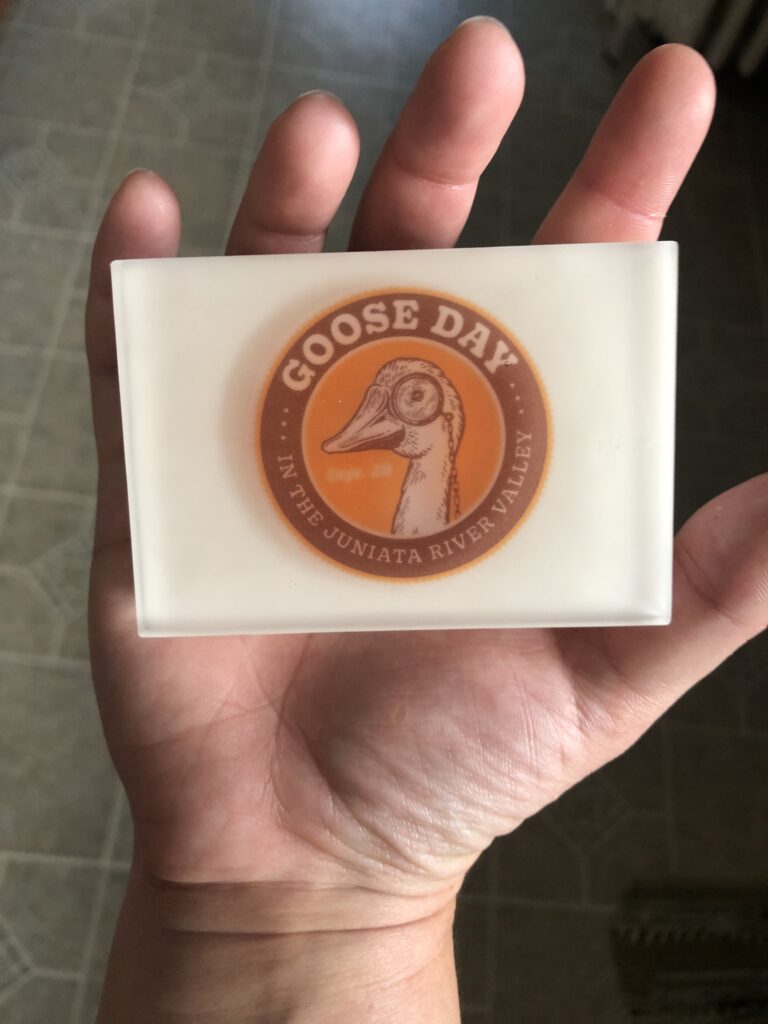 GOOSE DAY
Sept. 29
IN THE JUNIATA RIVER VALLEY